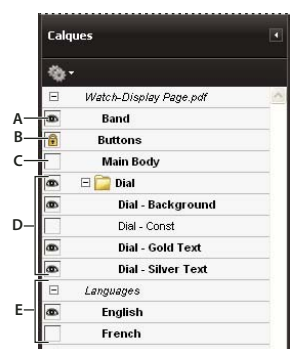 Calques
Watch-Display Page.pdf
A
Band
B
Buttons
C
Main Body
Dial
Dial - Background
D
Dial - Const
Dial - Gold Text
Dial - Silver Text
Languages
E
English
French